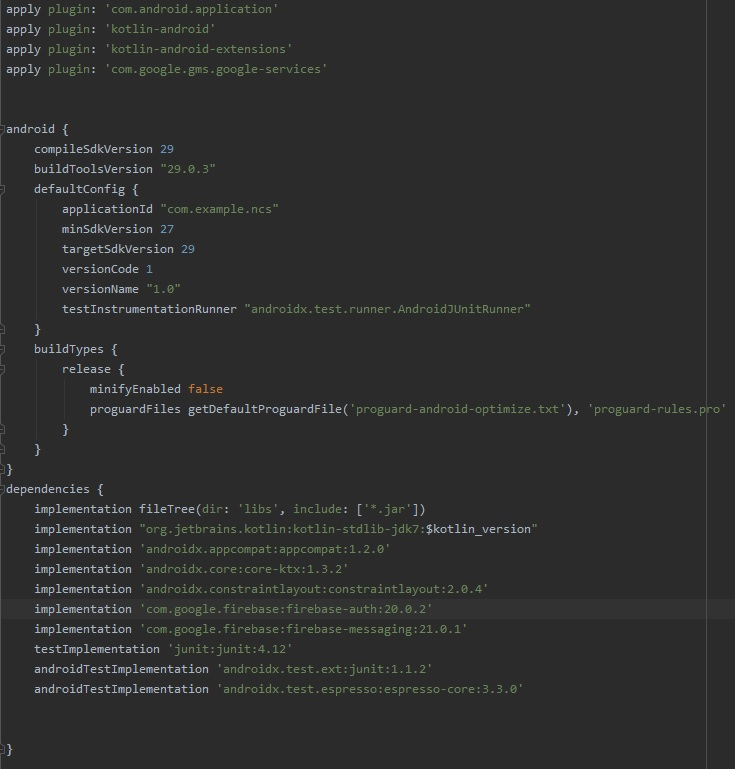 apply plugin: 'com.android.application'
apply plugin: 'kotlin-android'
apply plugin: 'kotlin-android-extensions'
apply plugin: 'com.google.gms.google-services'
android {
    compileSdkVersion 29
    buildToolsVersion "29.0.3"
    defaultConfig {
        applicationId "com.example.ncs"
        minSdkVersion 27
        targetSdkVersion 29
        versionCode 1
        versionName "1.0"
        testInstrumentationRunner "androidx.test.runner.AndroidJUnitRunner"
    }
    buildTypes {
        release {
            minifyEnabled false
            proguardFiles getDefaultProguardFile('proguard-android-optimize.txt'), 'proguard-rules.pro'
        }
    }
}
dependencies {
    implementation fileTree(dir: 'libs', include: ['*.jar'])
    implementation "org.jetbrains.kotlin:kotlin-stdlib-jdk7:$kotlin_version"
    implementation 'androidx.appcompat:appcompat:1.2.0'
    implementation 'androidx.core:core-ktx:1.3.2'
    implementation 'androidx.constraintlayout:constraintlayout:2.0.4'
    implementation 'com.google.firebase:firebase-auth:20.0.2'
    implementation 'com.google.firebase:firebase-messaging:21.0.1'
    testImplementation 'junit:junit:4.12'
    androidTestImplementation 'androidx.test.ext:junit:1.1.2'
    androidTestImplementation 'androidx.test.espresso:espresso-core:3.3.0'
}